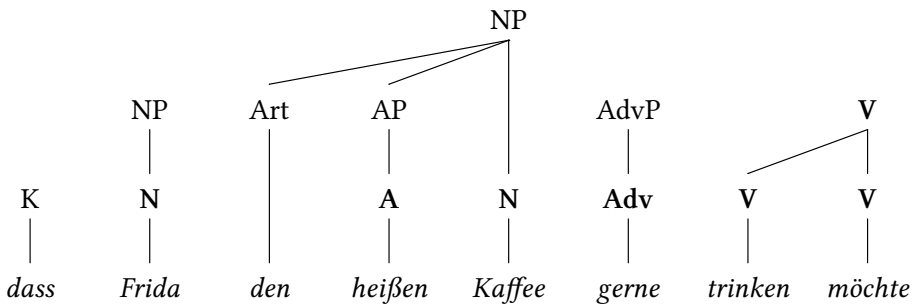 NP
NP Art AP AdvP V
K N A N Adv V V
dass Frida den heißen Kaffee gerne trinken möchte